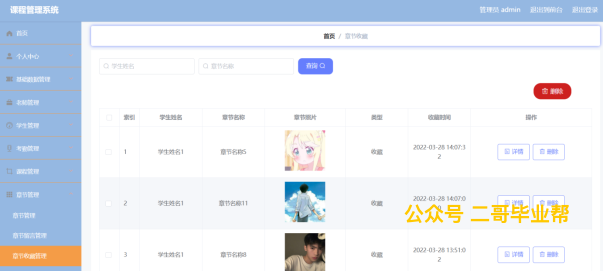 课程管理系统
管理员 admin 退出到前台 退出登录
首页
个人中心
基础数据管理
老师管理
学生管理
考勤管理
课程管理
章节管理
章节管理
章节留言管理
章节收藏管理
首页 / 章节收藏
学生姓名 章节名称 查询
删除
索引 学生姓名 章节名称 章节照片 类型 收藏时间 操作
1 学生姓名1 章节名称5 收藏 2022-03-28 14:07:32 详情 删除
2 学生姓名1 章节名称11 收藏 2022-03-28 14:07:0 详情 删除
公众号 二哥毕业帮
3 学生姓名1 章节名称8 收藏 2022-03-28 13:51:02 详情 删除